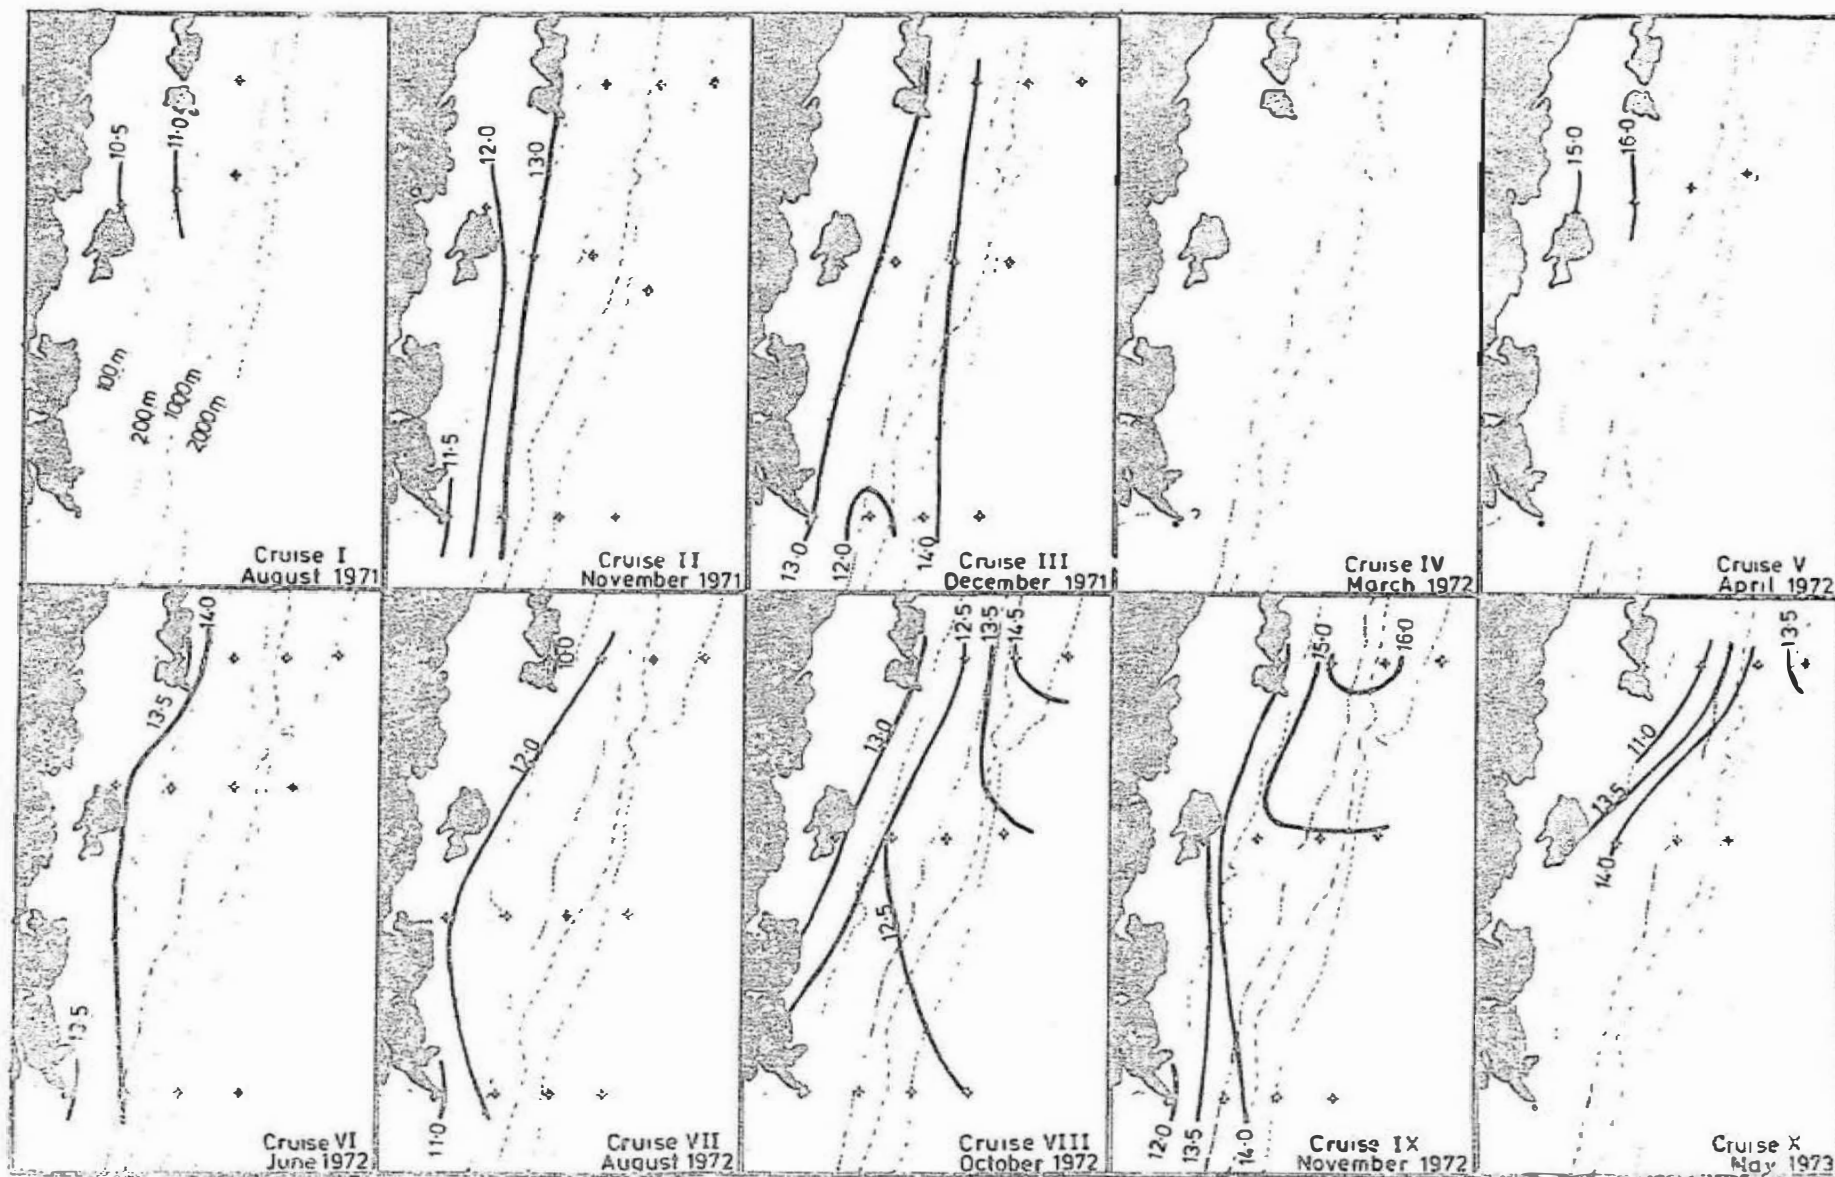 10·5
11·0
100m
200m
1000m
2000m
Cruise I
August 1971
12·0
13·0
11·5
Cruise II
November 1971
13·0
12·0
14·0
Cruise III
December 1971
?
Cruise IV
March 1972
15·0
16·0
Cruise V
April 1972
14·0
13·5
13·5
Cruise VI
June 1972
10·0
12·0
11·0
Cruise VII
August 1972
12·5
13·5
14·5
13·0
12·5
Cruise VIII
October 1972
15·0
16·0
12·0
13·5
14·0
Cruise IX
November 1972
13·5
11·0
13·5
14·0
Cruise X
May 1973